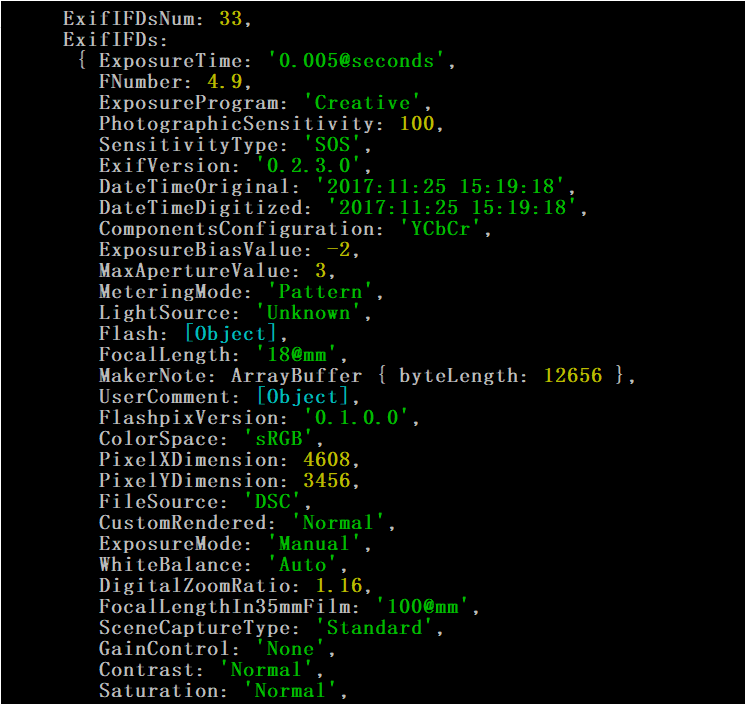 ExifIFDsNum: 33,
ExifIFDs:
{ ExposureTime: '0.005@seconds',
FNumber: 4.9,
ExposureProgram: 'Creative',
PhotographicSensitivity: 100,
SensitivityType: 'SOS',
ExifVersion: '0.2.3.0',
DateTimeOriginal: '2017:11:25 15:19:18',
DateTimeDigitized: '2017:11:25 15:19:18',
ComponentsConfiguration: 'YCbCr',
ExposureBiasValue: -2,
MaxApertureValue: 3,
MeteringMode: 'Pattern',
LightSource: 'Unknown',
Flash: [Object],
FocalLength: '18@mm',
MakerNote: ArrayBuffer { byteLength: 12656 },
UserComment: [Object],
FlashpixVersion: '0.1.0.0',
ColorSpace: 'sRGB',
PixelXDimension: 4608,
PixelYDimension: 3456,
FileSource: 'DSC',
CustomRendered: 'Normal',
ExposureMode: 'Manual',
WhiteBalance: 'Auto',
DigitalZoomRatio: 1.16,
FocalLengthIn35mmFilm: '100@mm',
SceneCaptureType: 'Standard',
GainControl: 'None',
Contrast: 'Normal',
Saturation: 'Normal',